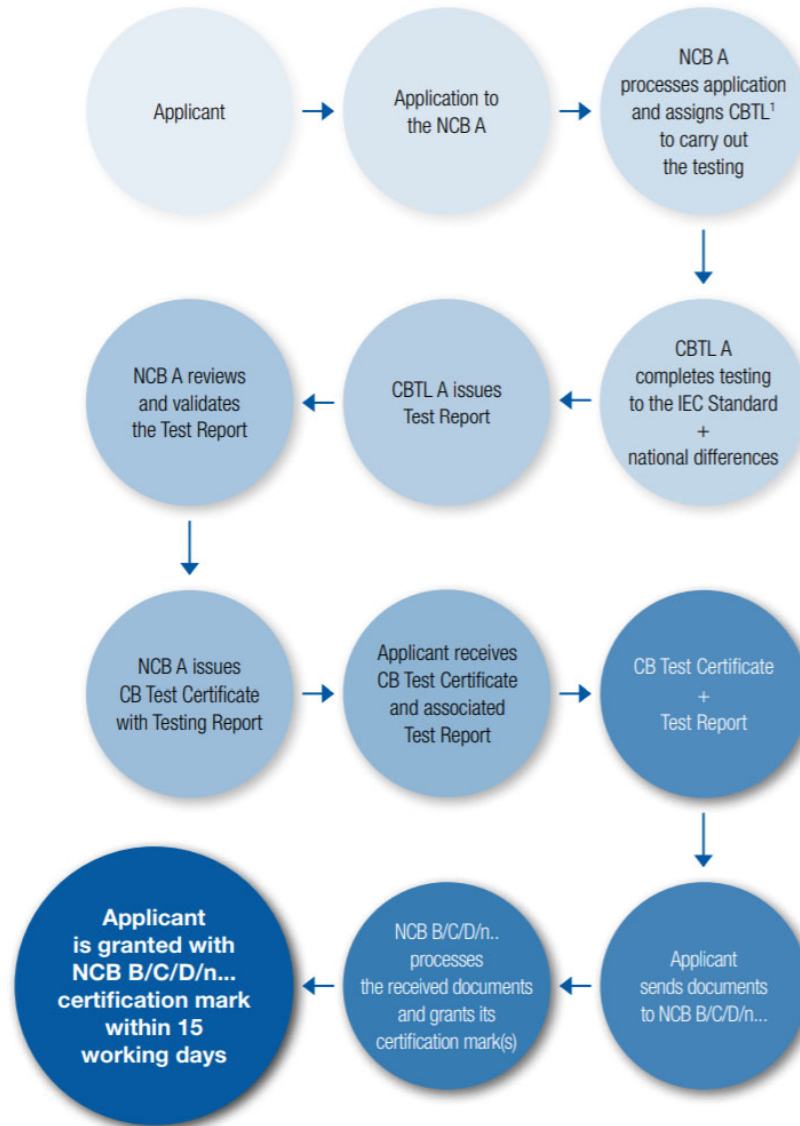 Applicant
Application to
the NCB A
NCB A
processes application
and assigns CBTL¹
to carry out
the testing
CBTL A
completes testing
to the IEC Standard
+
national differences
CBTL A issues
Test Report
NCB A reviews
and validates
the Test Report
NCB A issues
CB Test Certificate
with Testing Report
Applicant receives
CB Test Certificate
and associated
Test Report
CB Test Certificate
+
Test Report
Applicant
sends documents
to NCB B/C/D/n...
NCB B/C/D/n..
processes
the received documents
and grants its
certification mark(s)
Applicant
is granted with
NCB B/C/D/n...
certification mark
within 15
working days